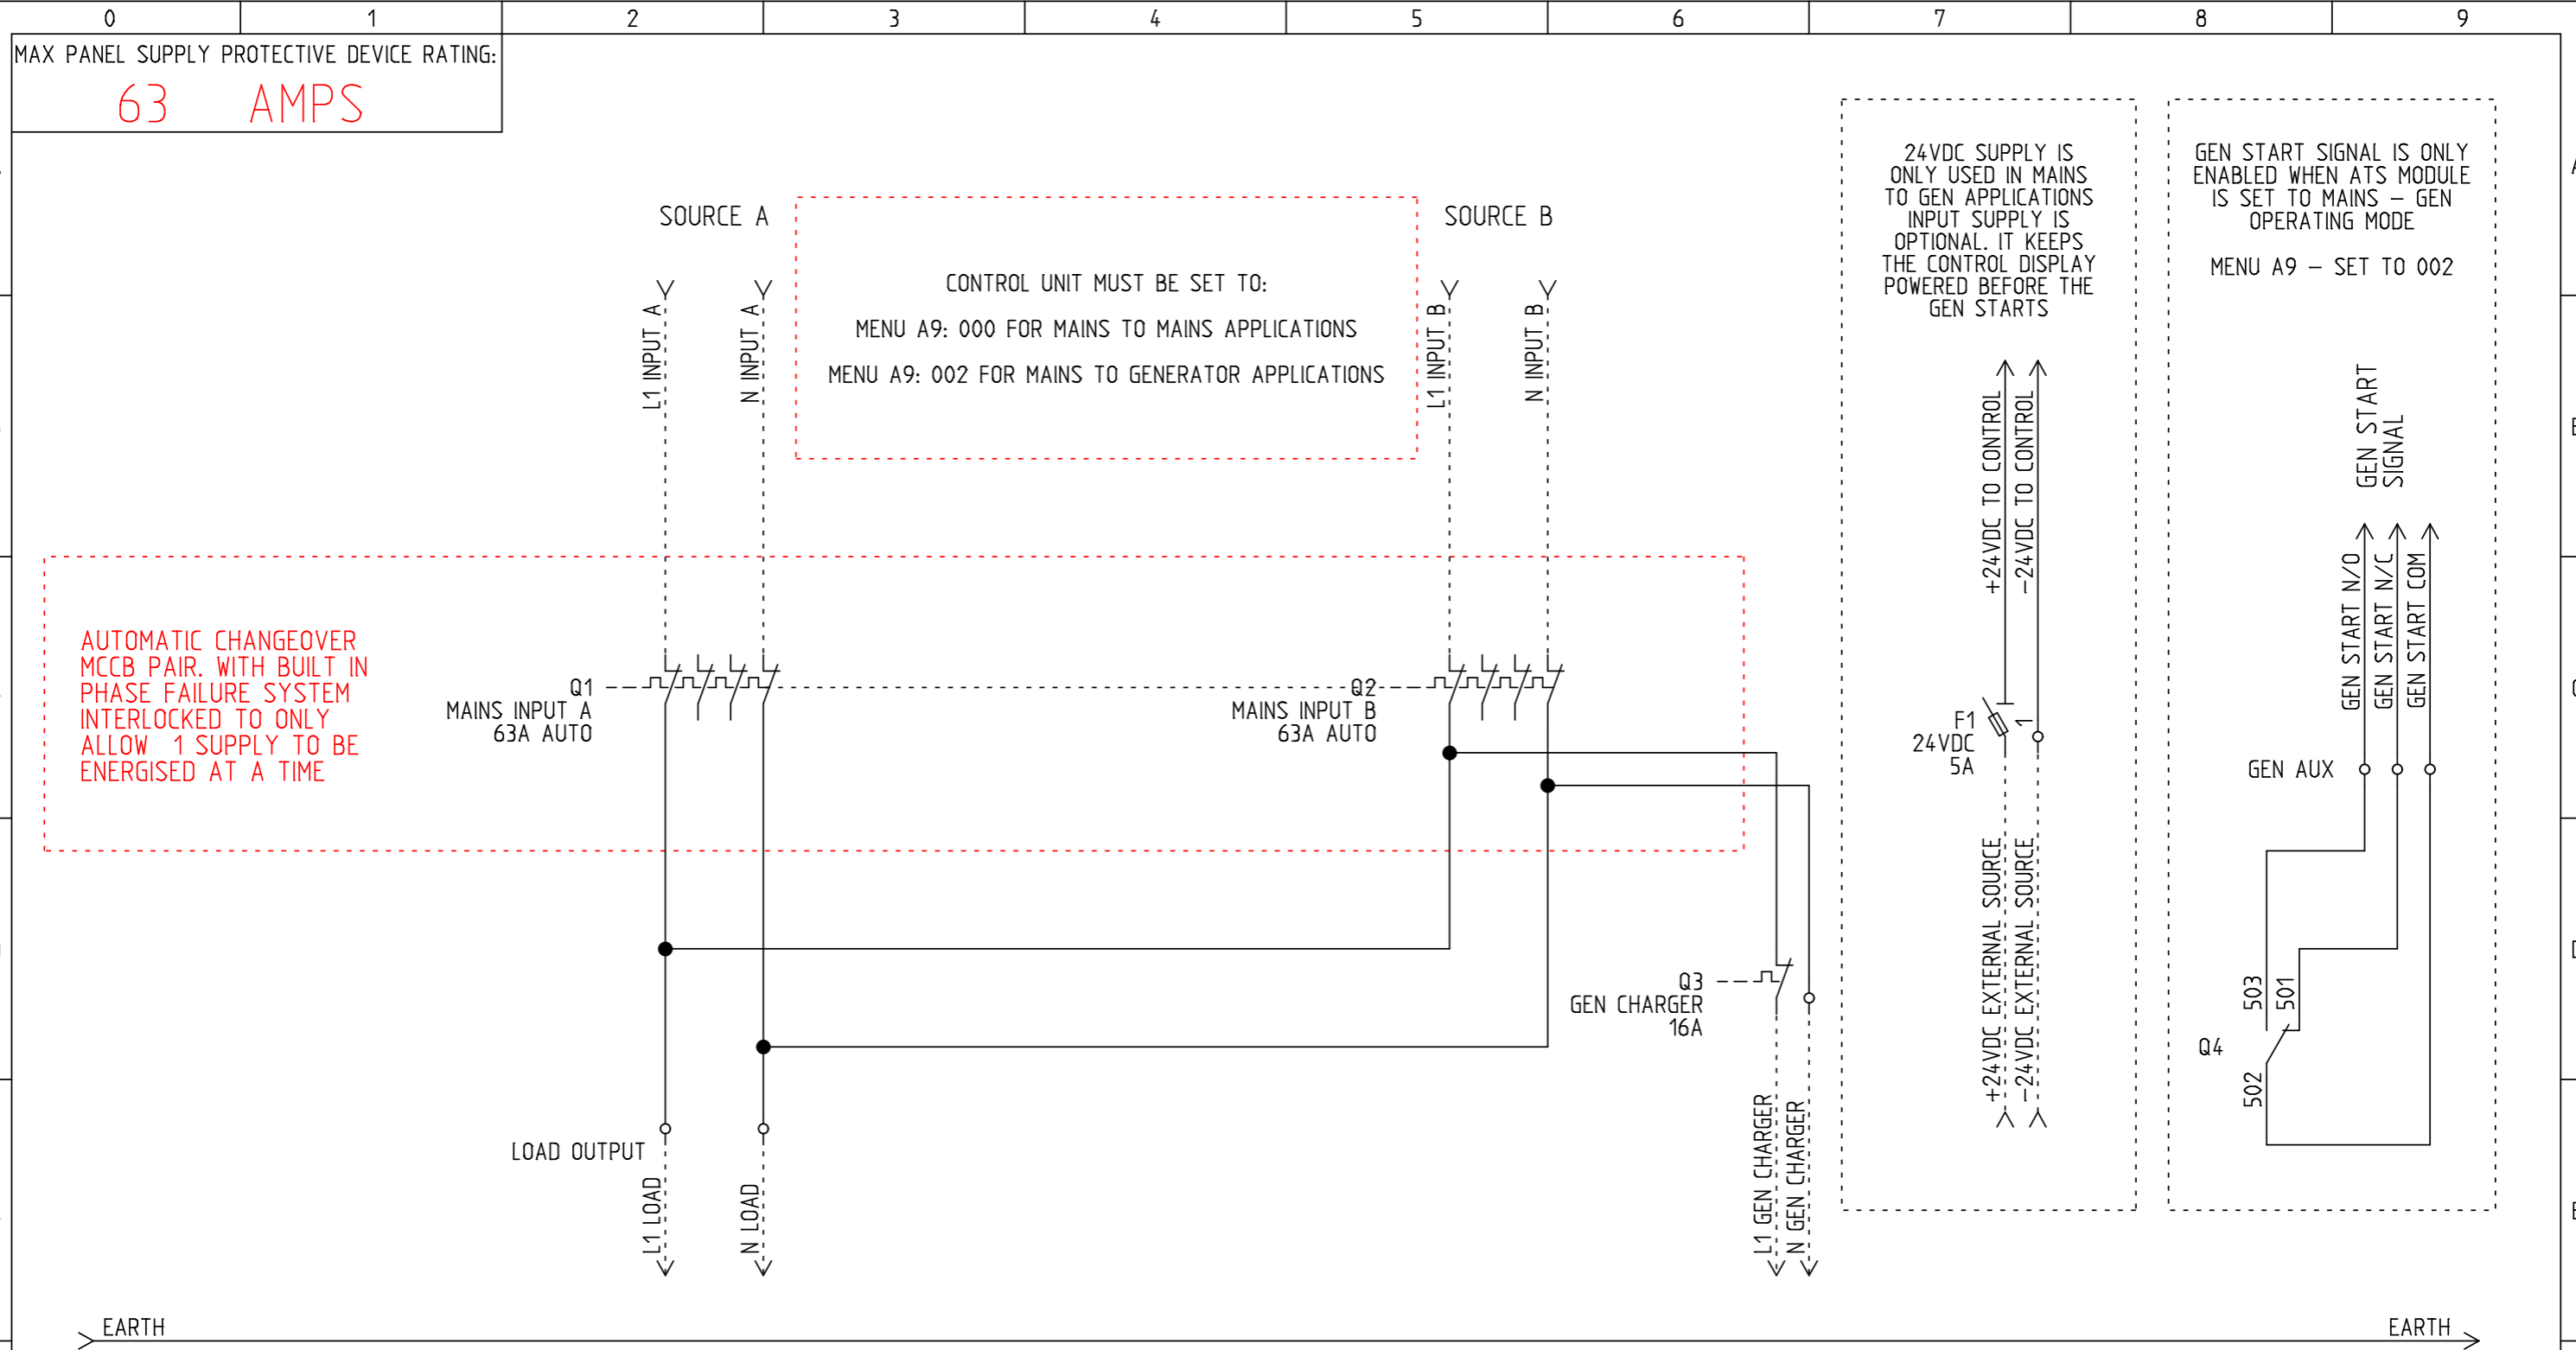 0 1 2 3 4 5 6 7 8 9
MAX PANEL SUPPLY PROTECTIVE DEVICE RATING:
63 AMPS
SOURCE A
L1 INPUT A
N INPUT A
CONTROL UNIT MUST BE SET TO:
MENU A9: 000 FOR MAINS TO MAINS APPLICATIONS
MENU A9: 002 FOR MAINS TO GENERATOR APPLICATIONS
SOURCE B
L1 INPUT B
N INPUT B
24VDC SUPPLY IS
ONLY USED IN MAINS
TO GEN APPLICATIONS
INPUT SUPPLY IS
OPTIONAL. IT KEEPS
THE CONTROL DISPLAY
POWERED BEFORE THE
GEN STARTS
+24VDC TO CONTROL
-24VDC TO CONTROL
F1
24VDC
5A
1
+24VDC EXTERNAL SOURCE
-24VDC EXTERNAL SOURCE
GEN START SIGNAL IS ONLY
ENABLED WHEN ATS MODULE
IS SET TO MAINS – GEN
OPERATING MODE
MENU A9 – SET TO 002
GEN START
SIGNAL
GEN START N/O
GEN START N/C
GEN START COM
GEN AUX
503
501
Q4
502
AUTOMATIC CHANGEOVER
MCCB PAIR. WITH BUILT IN
PHASE FAILURE SYSTEM
INTERLOCKED TO ONLY
ALLOW 1 SUPPLY TO BE
ENERGISED AT A TIME
Q1
MAINS INPUT A
63A AUTO
Q2
MAINS INPUT B
63A AUTO
Q3
GEN CHARGER
16A
L1 GEN CHARGER
N GEN CHARGER
LOAD OUTPUT
L1 LOAD
N LOAD
EARTH
EARTH